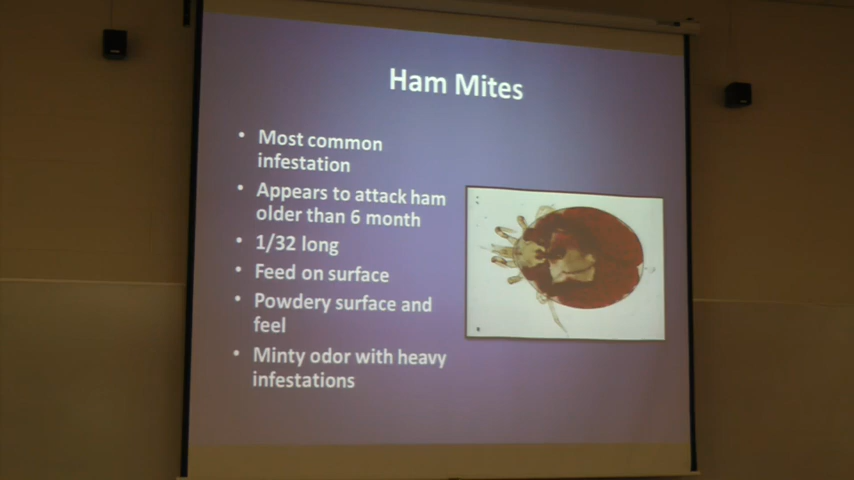 Ham Mites
• Most common
infestation
• Appears to attack ham
older than 6 month
• 1/32 long
• Feed on surface
• Powdery surface and
feel
• Minty odor with heavy
infestations